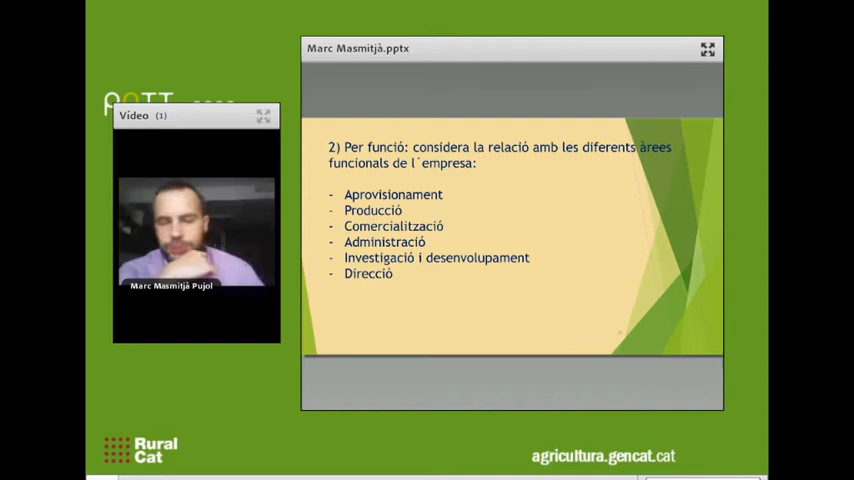 Marc Masmitjà.pptx
Vídeo (1)
2) Per funció: considera la relació amb les diferents àrees
funcionals de l´empresa:
- Aprovisionament
- Producció
- Comercialització
- Administració
- Investigació i desenvolupament
- Direcció
Marc Masmitjà Pujol
Rural
Cat
agricultura.gencat.cat